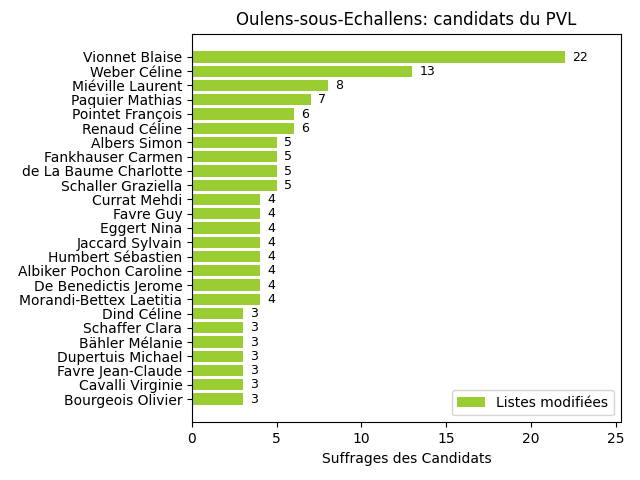 Oulens-sous-Echallens: candidats du PVL
Vionnet Blaise 22
Weber Céline 13
Miéville Laurent 8
Paquier Mathias 7
Pointet François 6
Renaud Céline 6
Albers Simon 5
Fankhauser Carmen 5
de La Baume Charlotte 5
Schaller Graziella 5
Currat Mehdi 4
Favre Guy 4
Eggert Nina 4
Jaccard Sylvain 4
Humbert Sébastien 4
Albiker Pochon Caroline 4
De Benedictis Jerome 4
Morandi-Bettex Laetitia 4
Dind Céline 3
Schaffer Clara 3
Bähler Mélanie 3
Dupertuis Michael 3
Favre Jean-Claude 3
Cavalli Virginie 3
Bourgeois Olivier 3
Listes modifiées
0 5 10 15 20 25
Suffrages des Candidats